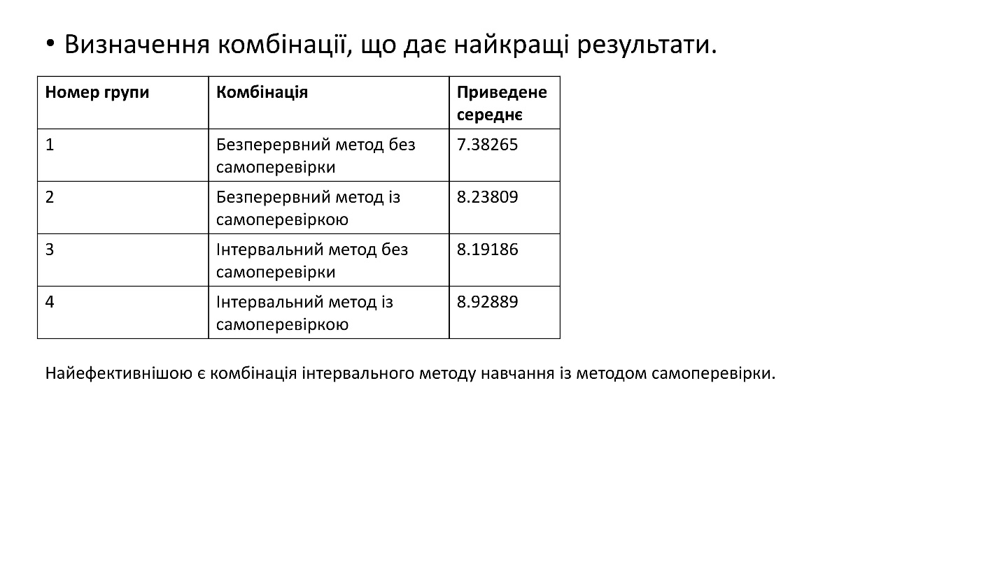 • Визначення комбінації, що дає найкращі результати.
Номер групи Комбінація Приведене
середнє
1 Безперервний метод без 7.38265
самоперевірки
2 Безперервний метод із 8.23809
самоперевіркою
3 Інтервальний метод без 8.19186
самоперевірки
4 Інтервальний метод із 8.92889
самоперевіркою
Найефективнішою є комбінація інтервального методу навчання із методом самоперевірки.